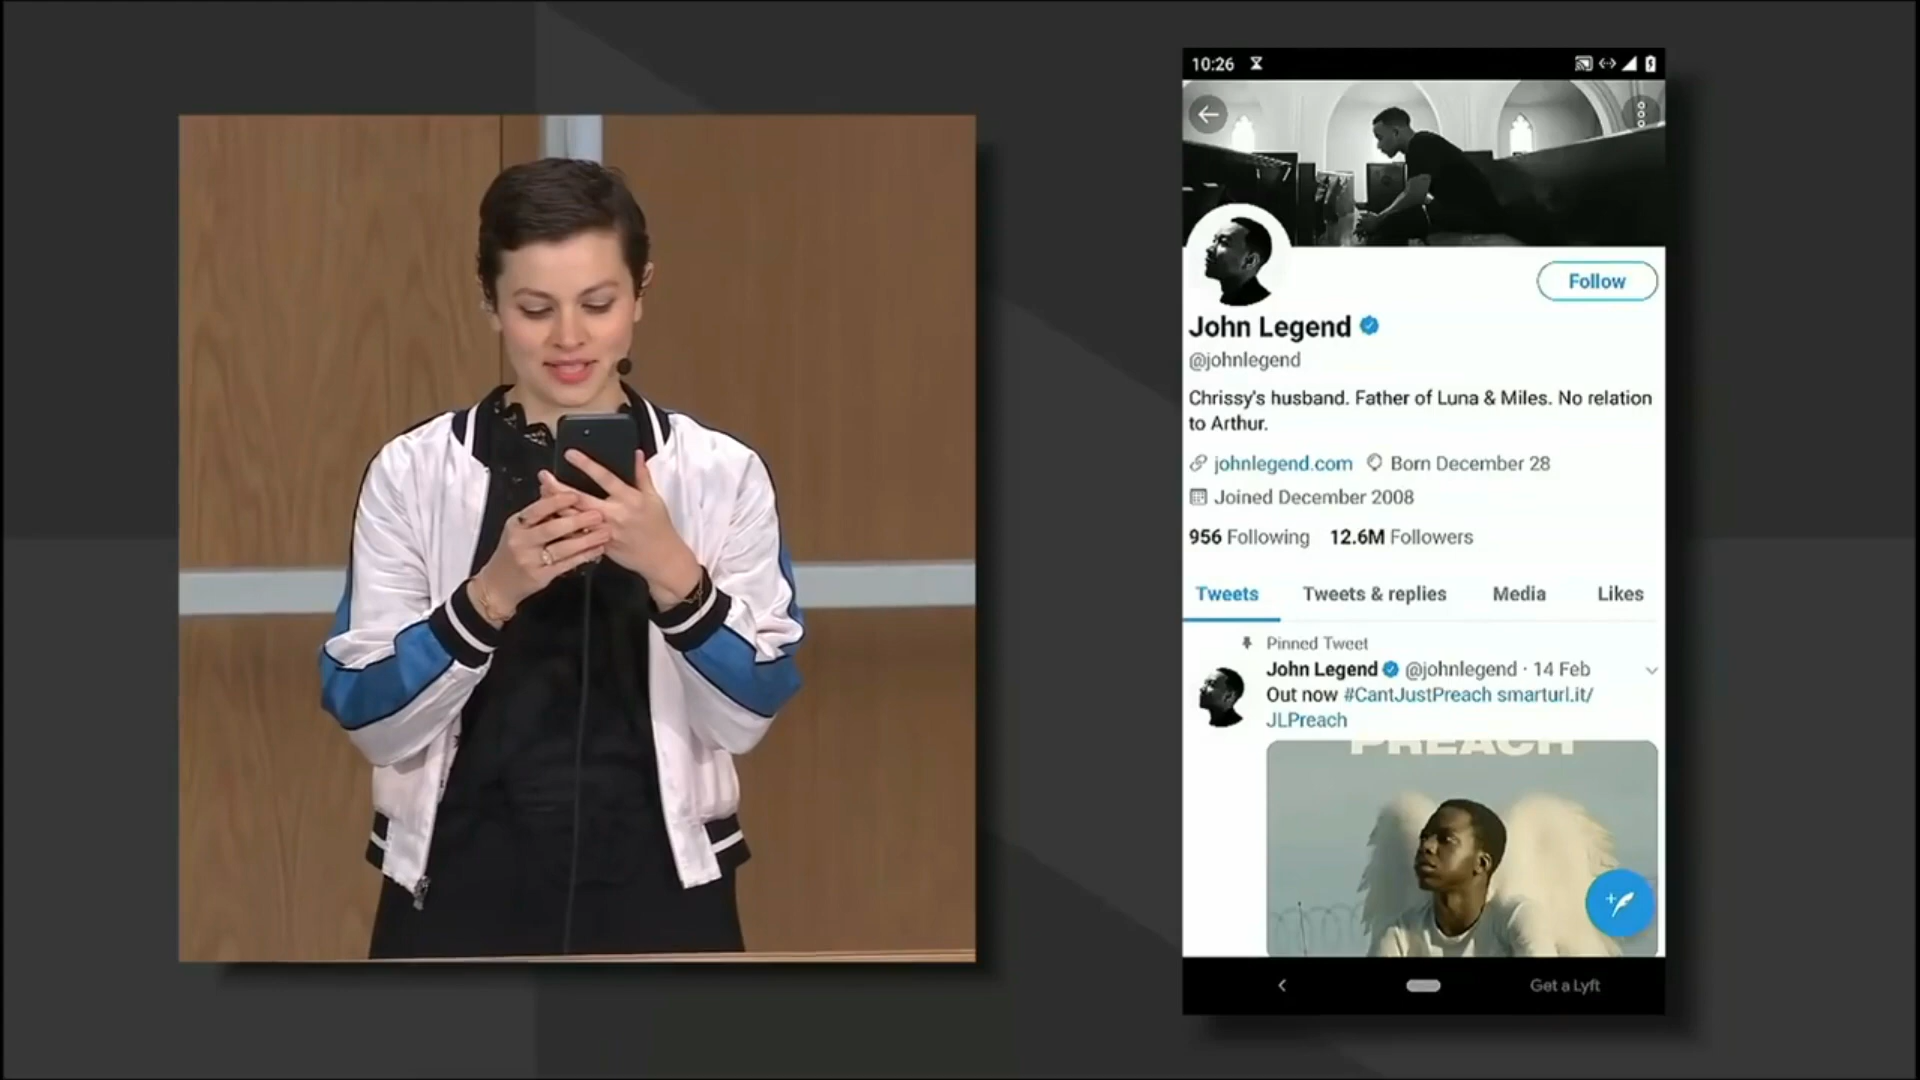 10:26
Follow
John Legend
@johnlegend
Chrissy's husband. Father of Luna & Miles. No relation
to Arthur.
johnlegend.com Born December 28
Joined December 2008
956 Following 12.6M Followers
Tweets Tweets & replies Media Likes
Pinned Tweet
John Legend @johnlegend · 14 Feb
Out now #CantJustPreach smarturl.it/
JLPreach
PREACH
Get a Lyft